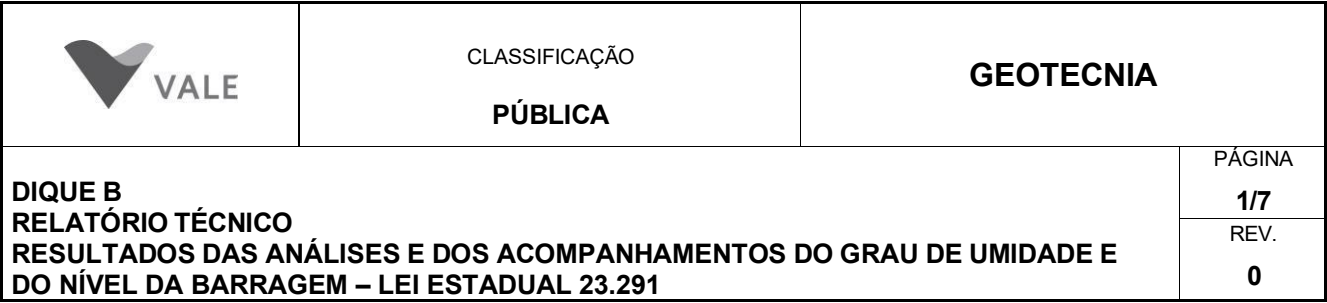 VALE
CLASSIFICAÇÃO
PÚBLICA
GEOTECNIA
DIQUE B
RELATÓRIO TÉCNICO
RESULTADOS DAS ANÁLISES E DOS ACOMPANHAMENTOS DO GRAU DE UMIDADE E
DO NÍVEL DA BARRAGEM – LEI ESTADUAL 23.291
PÁGINA
1/7
REV.
0